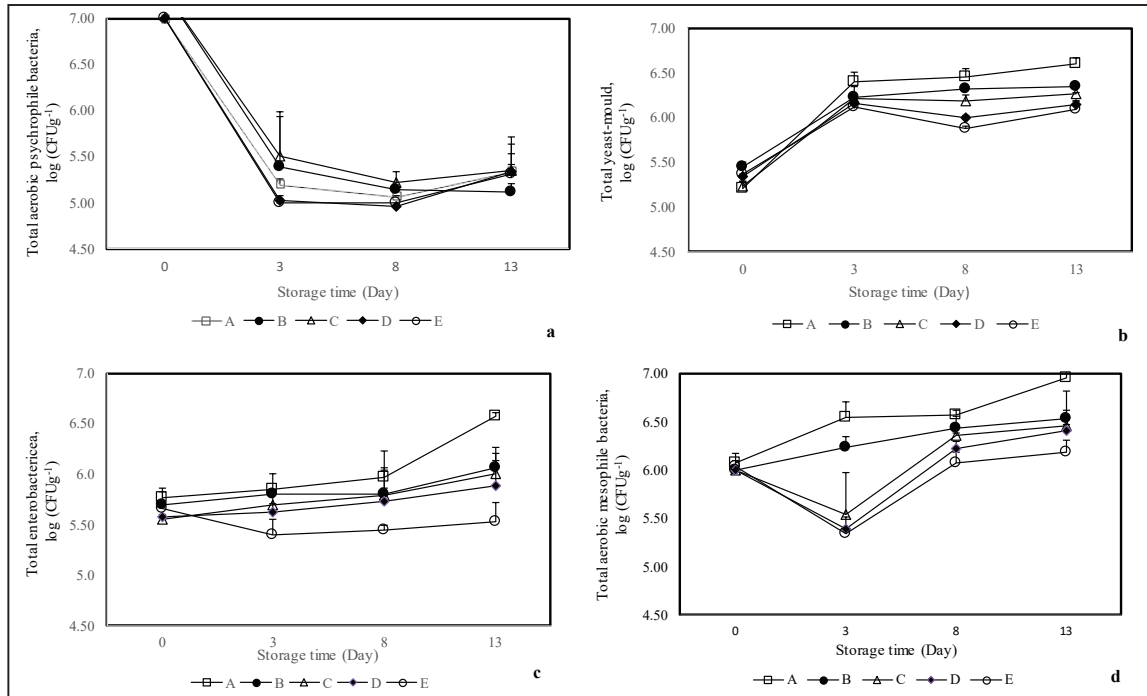 7.00
6.50
6.00
5.50
5.00
4.50
Total aerobic psychrophile bacteria,
log (CFUg-1)
0 3 8 13
Storage time (Day)
A B C D E
a
7.00
6.50
6.00
5.50
5.00
4.50
Total yeast-mould,
log (CFUg-1)
0 3 8 13
Storage time (Day)
A B C D E
b
7.00
6.50
6.00
5.50
5.00
4.50
Total enterobactericea,
log (CFUg-1)
0 3 8 13
Storage time (Day)
A B C D E
c
7.00
6.50
6.00
5.50
5.00
4.50
Total aerobic mesophile bacteria,
log (CFUg-1)
0 3 8 13
Storage time (Day)
A B C D E
d